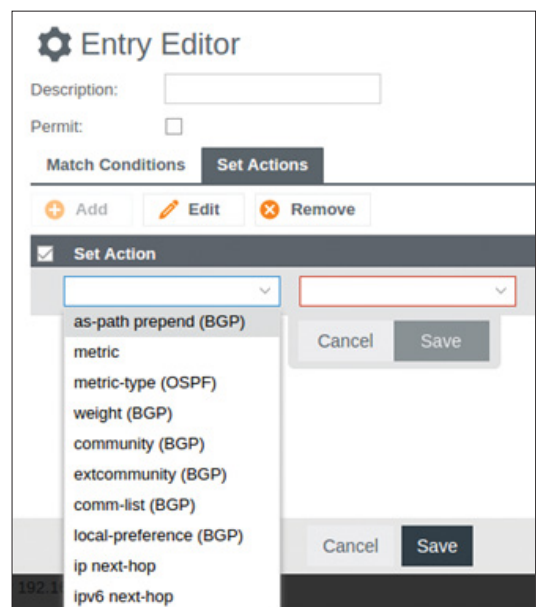 Entry Editor
Description:
Permit:
Match Conditions Set Actions
Add Edit Remove
Set Action
as-path prepend (BGP)
metric
metric-type (OSPF)
weight (BGP)
community (BGP)
extcommunity (BGP)
comm-list (BGP)
local-preference (BGP)
ip next-hop
ipv6 next-hop
Cancel Save
Cancel Save